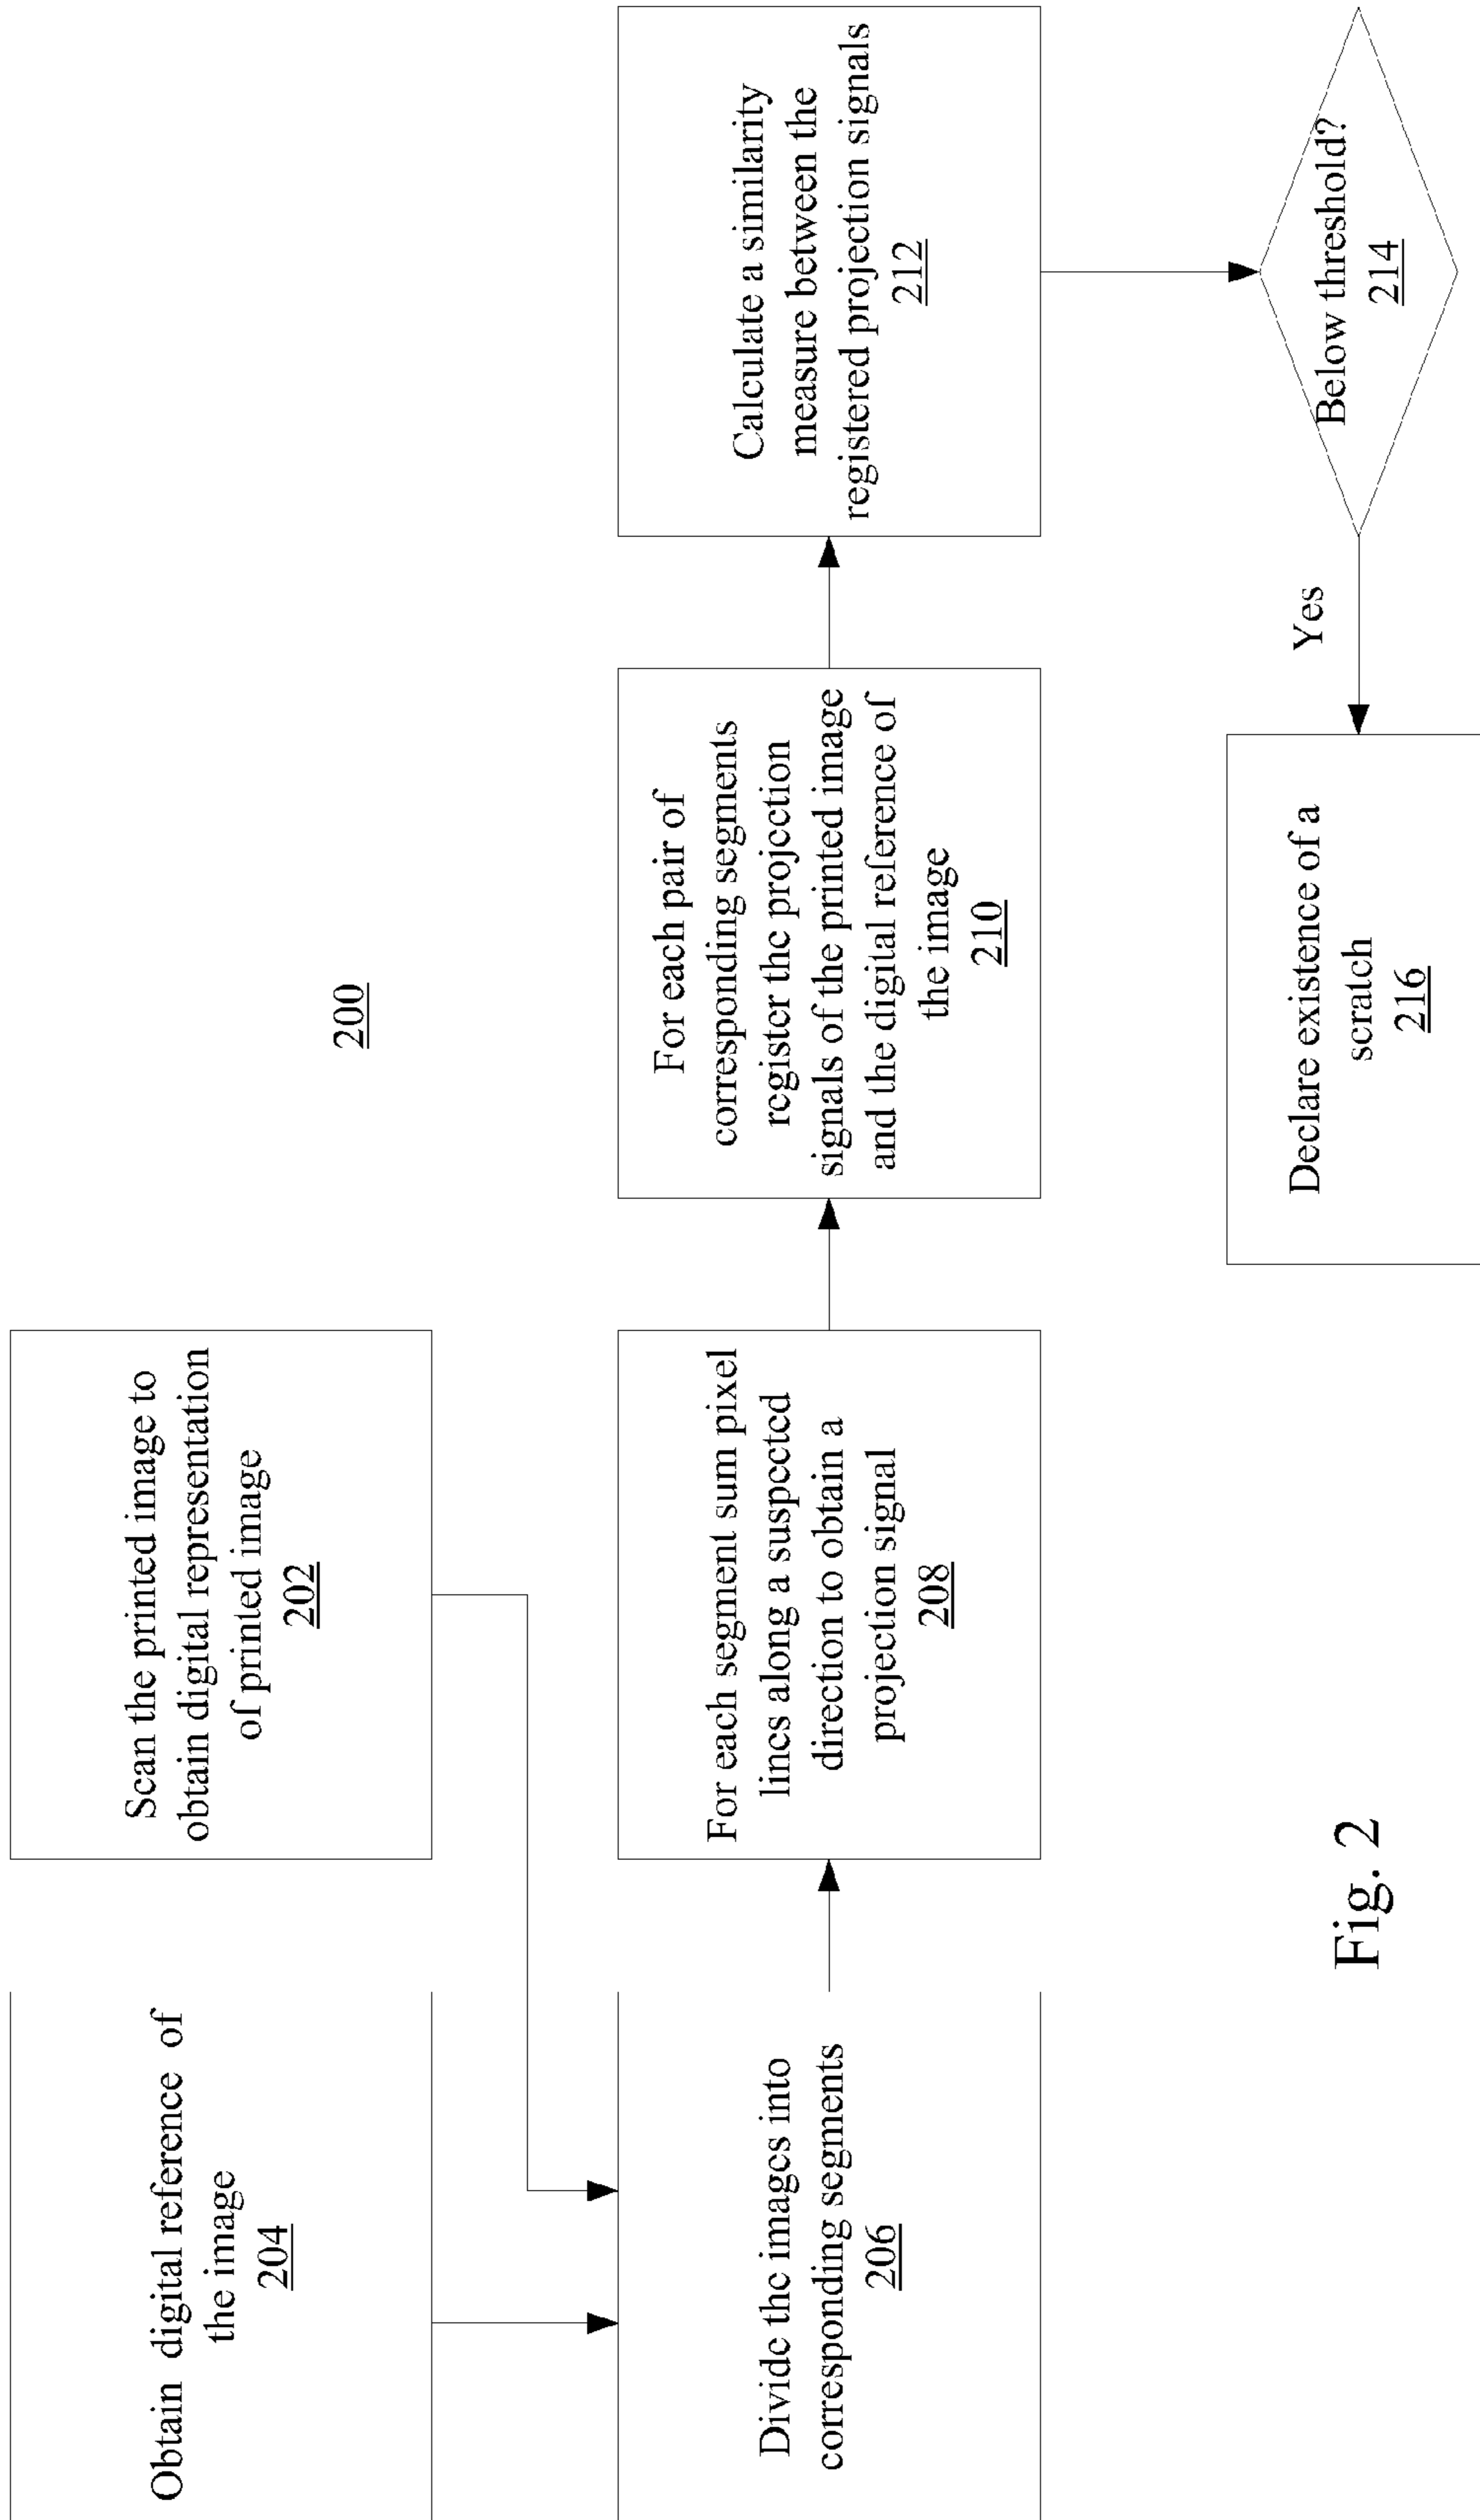 Obtain digital reference of
the image
204
Scan the printed image to
obtain digital representation
of printed image
202
200
Divide the images into
corresponding segments
206
For each segment sum pixel
lines along a suspected
direction to obtain a
projection signal
208
For each pair of
corresponding segments
register the projection
signals of the printed image
and the digital reference of
the image
210
Calculate a similarity
measure between the
registered projection signals
212
Below threshold?
214
Yes
Declare existence of a
scratch
216
Fig. 2